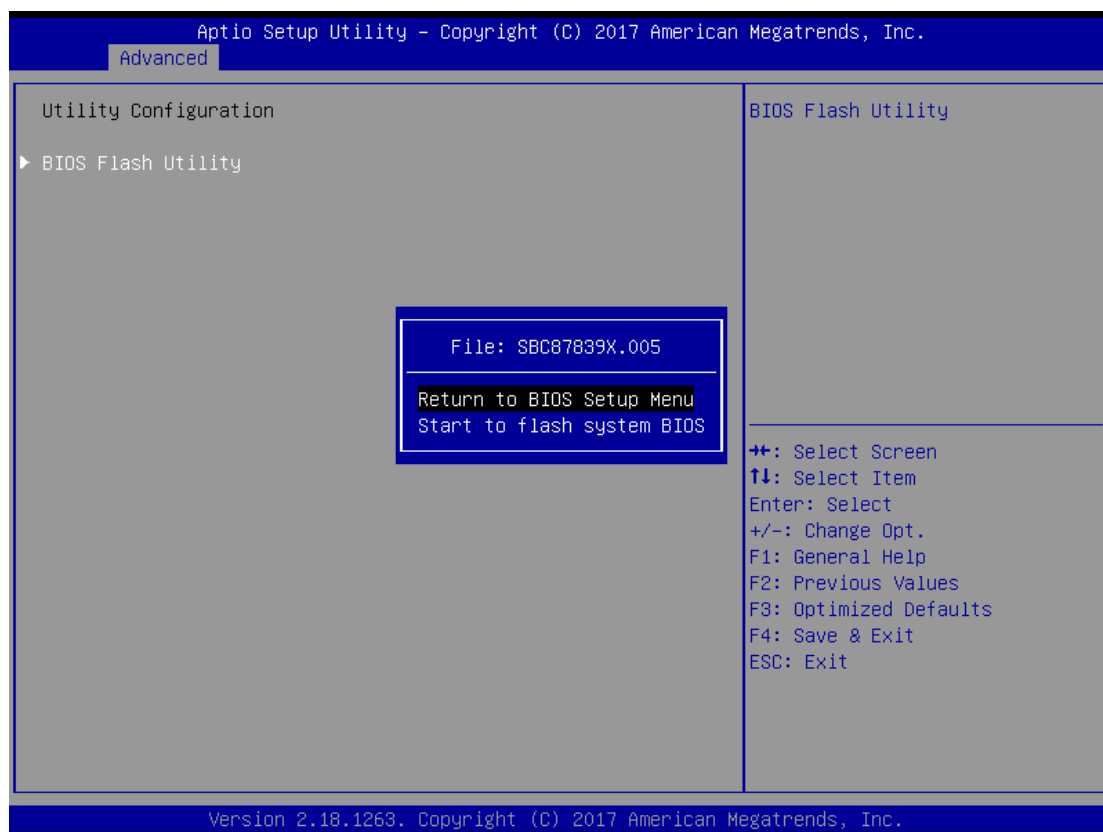 Aptio Setup Utility – Copyright (C) 2017 American Megatrends, Inc.
Advanced
Utility Configuration
BIOS Flash Utility
BIOS Flash Utility
File: SBC87839X.005
Return to BIOS Setup Menu
Start to flash system BIOS
→←: Select Screen
↑↓: Select Item
Enter: Select
+/-: Change Opt.
F1: General Help
F2: Previous Values
F3: Optimized Defaults
F4: Save & Exit
ESC: Exit
Version 2.18.1263. Copyright (C) 2017 American Megatrends, Inc.